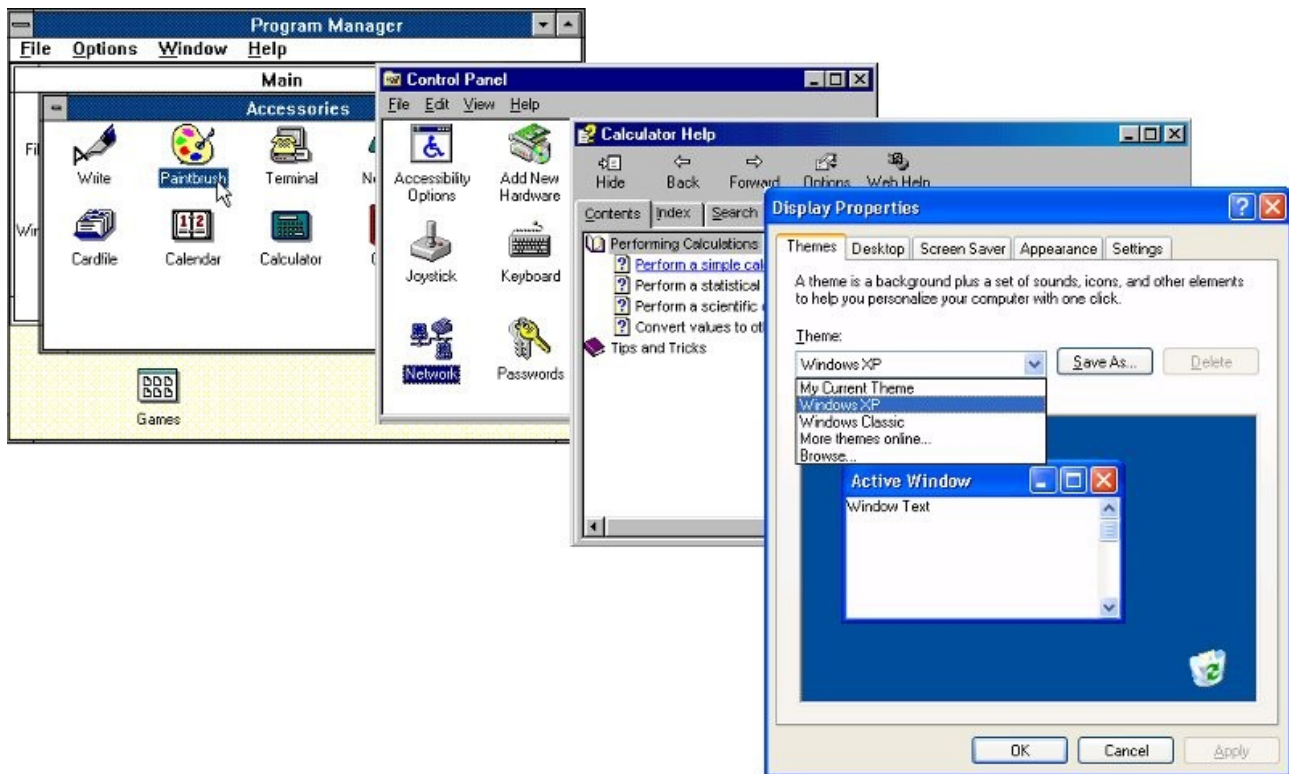 Program Manager
File Options Window Help
Main
Accessories
Write Paintbrush Terminal
Cardfile Calendar Calculator
Games
Control Panel
File Edit View Help
Accessibility Options
Add New Hardware
Joystick
Keyboard
Network
Passwords
Calculator Help
Hide Back Forward Options Web Help
Contents Index Search
Performing Calculations
Perform a simple cal
Perform a statistical
Perform a scientific
Convert values to ot
Tips and Tricks
Display Properties
Themes Desktop Screen Saver Appearance Settings
A theme is a background plus a set of sounds, icons, and other elements
to help you personalize your computer with one click.
Theme:
Windows XP
Save As... Delete
My Current Theme
Windows XP
Windows Classic
More themes online...
Browse...
Active Window
Window Text
OK Cancel Apply